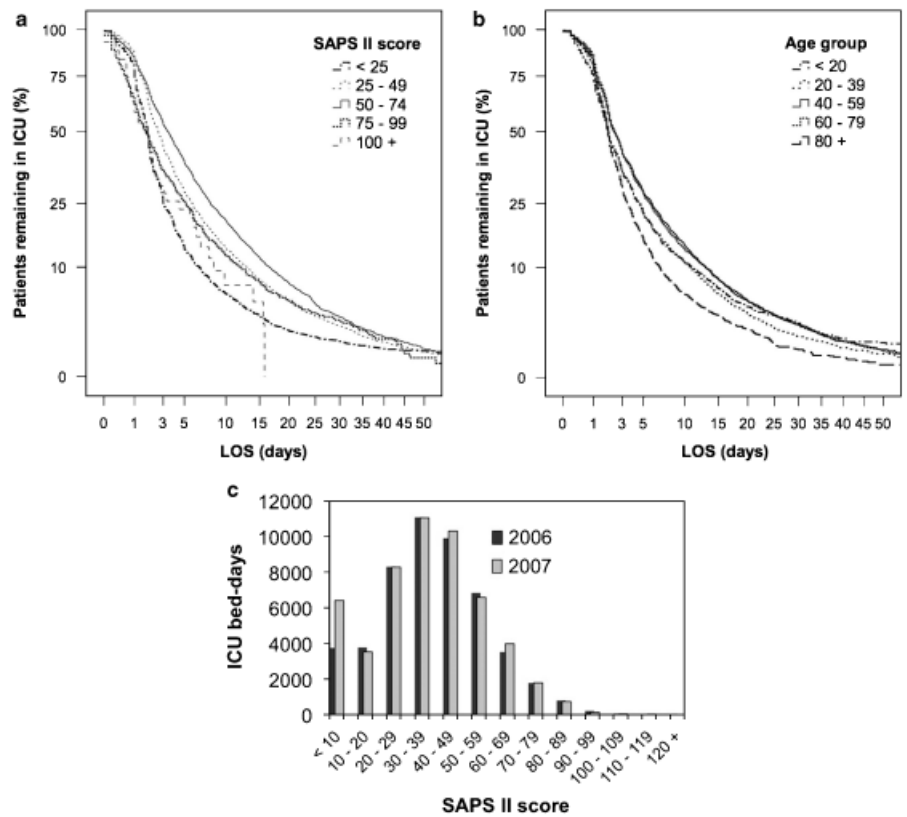 a
SAPS II score
< 25
25 - 49
50 - 74
75 - 99
100 +
Patients remaining in ICU (%)
100
75
50
25
10
0
0 1 3 5 10 15 20 25 30 35 40 45 50
LOS (days)
b
Age group
< 20
20 - 39
40 - 59
60 - 79
80 +
Patients remaining in ICU (%)
100
75
50
25
10
0
0 1 3 5 10 15 20 25 30 35 40 45 50
LOS (days)
c
2006
2007
ICU bed-days
12000
10000
8000
6000
4000
2000
0
< 10 10 - 20 20 - 29 30 - 39 40 - 49 50 - 59 60 - 69 70 - 79 80 - 89 90 - 99 100 - 109 110 - 119 120 +
SAPS II score